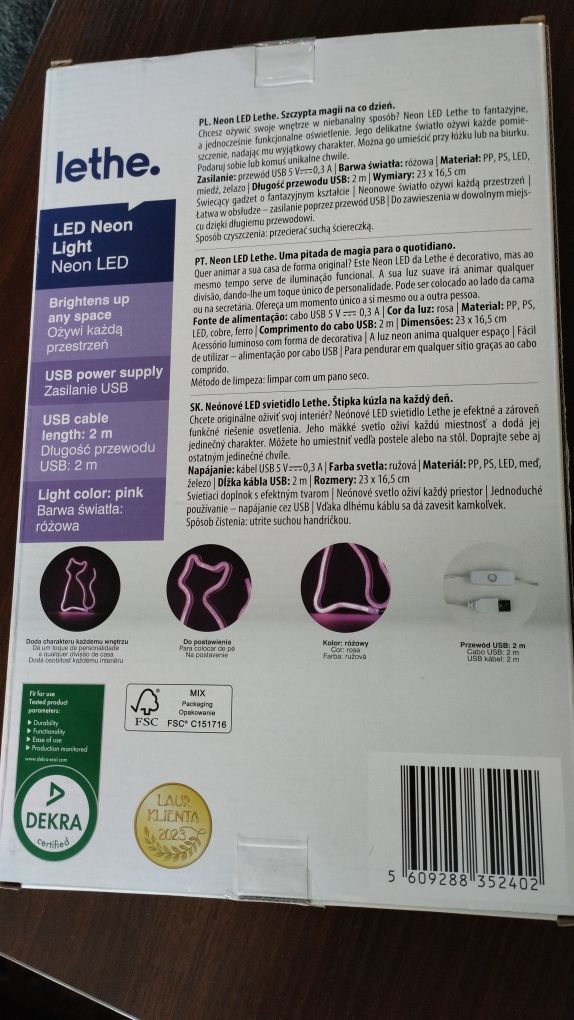 lethe.
LED Neon
Light
Neon LED
Brightens up
any space
Ożywi każdą
przestrzeń
USB power supply
Zasilanie USB
USB cable
length: 2 m
Długość przewodu
USB: 2 m
Light color: pink
Barwa światła:
różowa
PL. Neon LED Lethe. Szczypta magii na co dzień.
Chcesz ożywić swoje wnętrze w niebanalny sposób? Neon LED Lethe to fantazyjne,
a jednocześnie funkcjonalne oświetlenie. Jego delikatne światło ożywi każde pomie-
szczenie, nadając mu wyjątkowy charakter. Można go umieścić przy łóżku lub na biurku.
Podaruj sobie lub komuś unikalne chwile.
Zasilanie: przewód USB 5 V⎓0,3 A | Barwa światła: różowa | Materiał: PP, PS, LED,
miedź, żelazo | Długość przewodu USB: 2 m | Wymiary: 23 x 16,5 cm
Świecący gadżet o fantazyjnym kształcie | Neonowe światło ożywi każdą przestrzeń |
Łatwa w obsłudze – zasilanie poprzez przewód USB | Do zawieszenia w dowolnym miejs-
cu dzięki długiemu przewodowi.
Sposób czyszczenia: przecierać suchą ściereczką.
PT. Neon LED Lethe. Uma pitada de magia para o quotidiano.
Quer animar a sua casa de forma original? Este Neon LED da Lethe é decorativo, mas ao
mesmo tempo serve de iluminação funcional. A sua luz suave irá animar qualquer
divisão, dando-lhe um toque único de personalidade. Pode ser colocado ao lado da cama
ou na secretária. Ofereça um momento único a si mesmo ou a outra pessoa.
Fonte de alimentação: cabo USB 5 V ⎓ 0,3 A | Cor da luz: rosa | Material: PP, PS,
LED, cobre, ferro | Comprimento do cabo USB: 2 m | Dimensões: 23 x 16,5 cm
Acessório luminoso com forma de decorativa | A luz neon anima qualquer espaço | Fácil
de utilizar – alimentação por cabo USB | Para pendurar em qualquer sítio graças ao cabo
comprido.
Método de limpeza: limpar com um pano seco.
SK. Neónové LED svietidlo Lethe. Štipka kúzla na každý deň.
Chcete originálne oživiť svoj interiér? Neónové LED svietidlo Lethe je efektné a zároveň
funkčné riešenie osvetlenia. Jeho mäkké svetlo oživí každú miestnosť a dodá jej
jedinečný charakter. Môžete ho umiestniť vedľa postele alebo na stôl. Doprajte sebe aj
ostatným jedinečné chvíle.
Napájanie: kábel USB 5 V⎓0,3 A | Farba svetla: ružová | Materiál: PP, PS, LED, meď,
železo | Dĺžka kábla USB: 2 m | Rozmery: 23 x 16,5 cm
Svietiaci doplnok s efektným tvarom | Neónové svetlo oživí každý priestor | Jednoduché
používanie – napájanie cez USB | Vďaka dlhému káblu sa dá zavesiť kamkoľvek.
Spôsob čistenia: utrite suchou handričkou.
Doda charakteru każdemu wnętrzu
Dá um toque de personalidade
a qualquer divisão de casa
Dodá osobitosť každému interiéru
Do postawienia
Para colocar de pé
Na postavenie
Kolor: różowy
Cor: rosa
Farba: ružová
Przewód USB: 2 m
Cabo USB: 2 m
USB kábel: 2 m
Fit for use
Tested product
parameters:
Durability
Functionality
Ease of use
Production monitored
www.dekra-seal.com
DEKRA
certified
FSC
MIX
Packaging
Opakowanie
FSC® C151716
LAUR
KLIENTA
2023
5 609288 352402